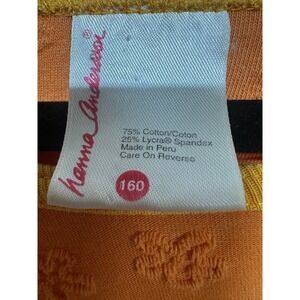 hanna andersson®
75% Cotton/Coton
25% Lycra® Spandex
Made in Peru
Care On Reverse
160